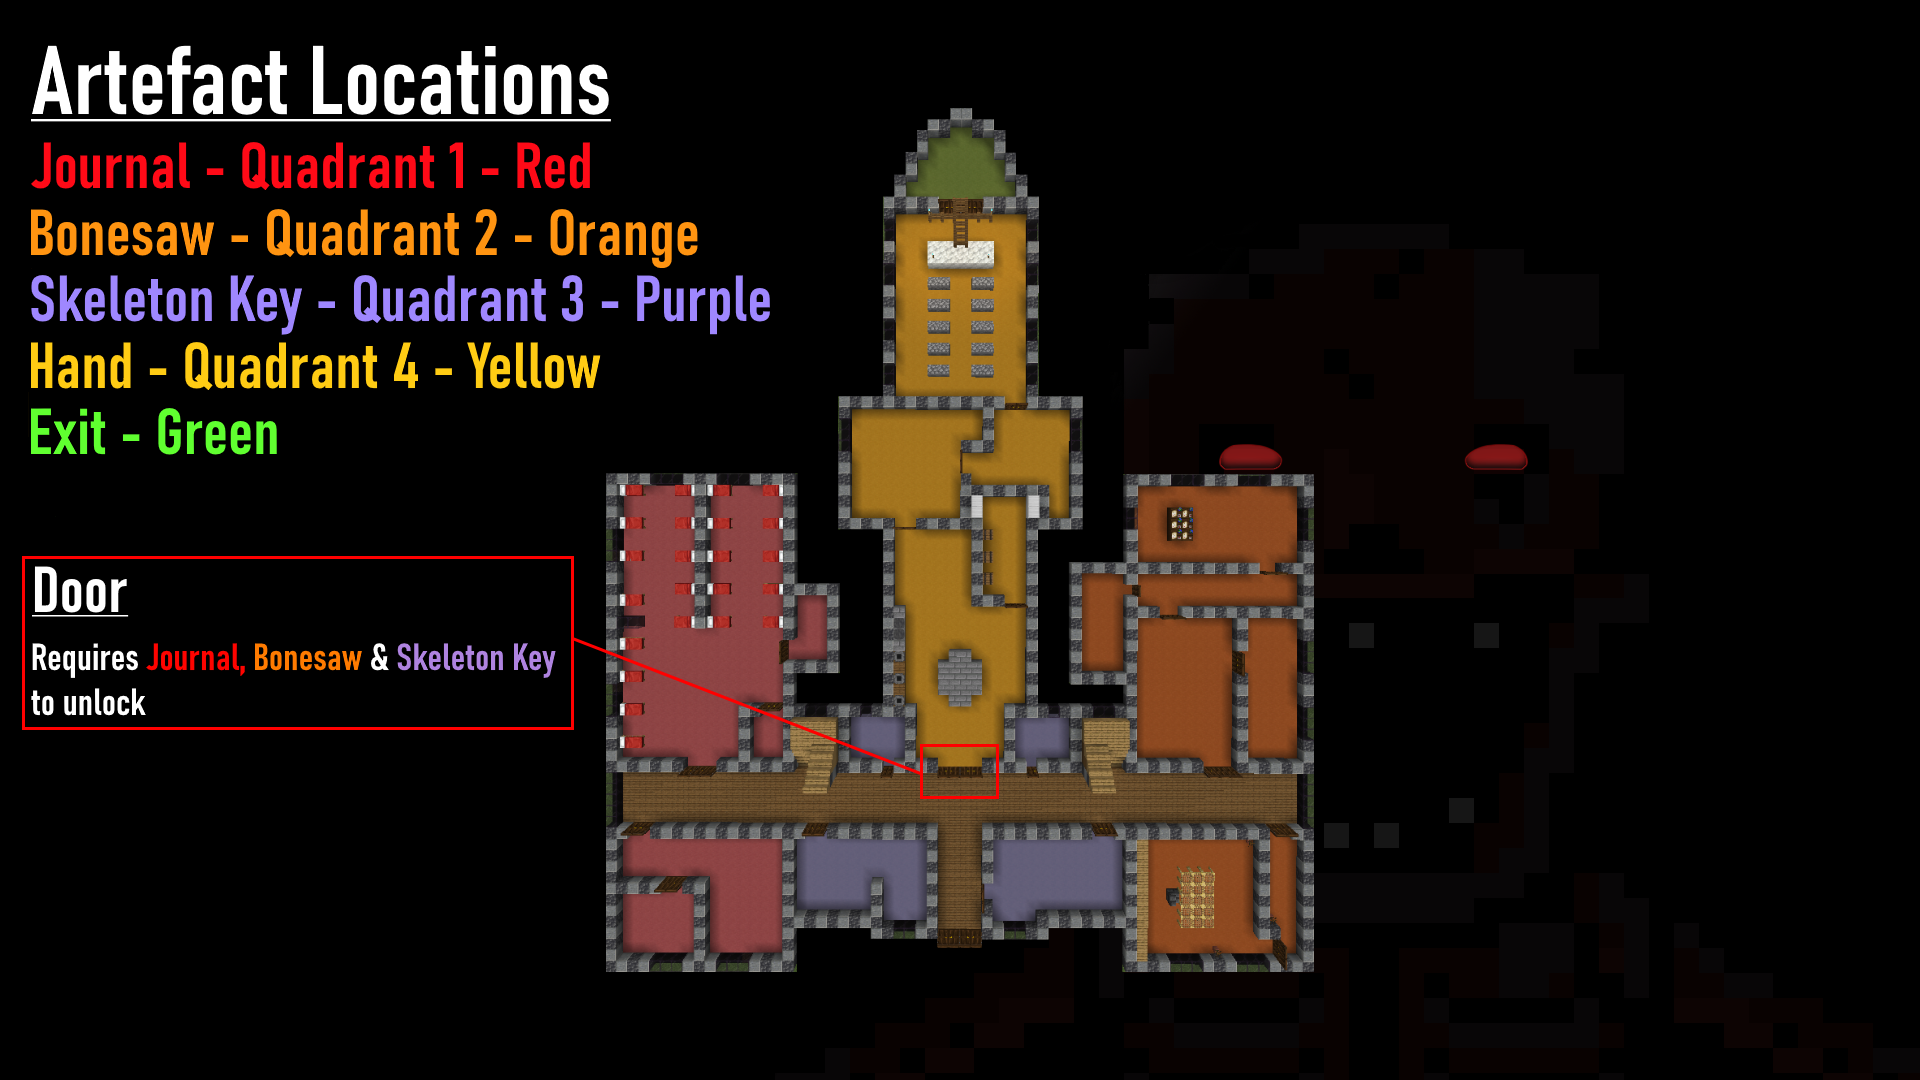 Artefact Locations
Journal - Quadrant 1 - Red
Bonesaw - Quadrant 2 - Orange
Skeleton Key - Quadrant 3 - Purple
Hand - Quadrant 4 - Yellow
Exit - Green
Door
Requires Journal, Bonesaw & Skeleton Key
to unlock